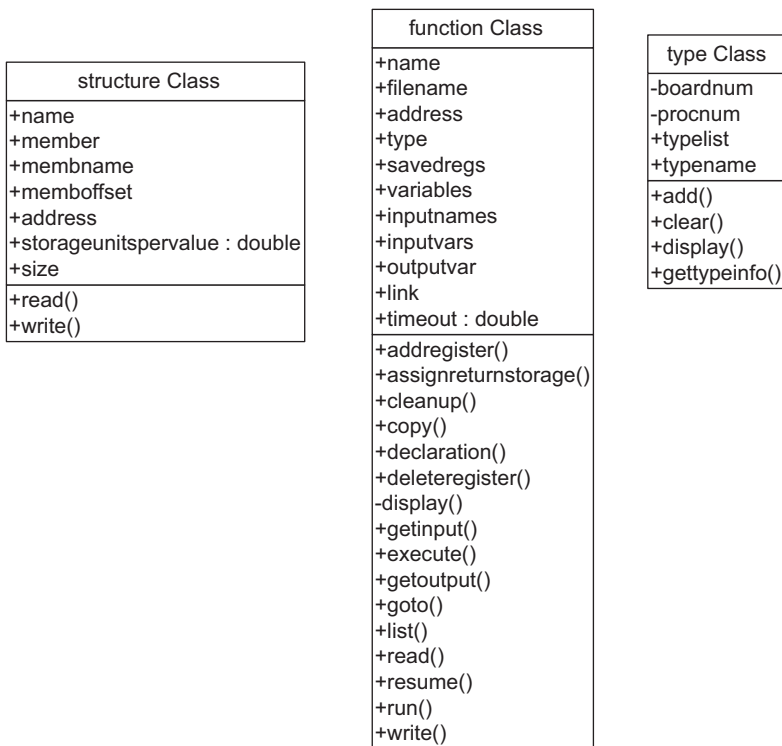 structure Class
+name
+member
+membname
+memboffset
+address
+storageunitspervalue : double
+size
+read()
+write()
function Class
+name
+filename
+address
+type
+savedregs
+variables
+inputnames
+inputvars
+outputvar
+link
+timeout : double
+addregister()
+assignreturnstorage()
+cleanup()
+copy()
+declaration()
+deleteregister()
-display()
+getinput()
+execute()
+getoutput()
+goto()
+list()
+read()
+resume()
+run()
+write()
type Class
-boardnum
-procnum
+typelist
+typename
+add()
+clear()
+display()
+gettypeinfo()